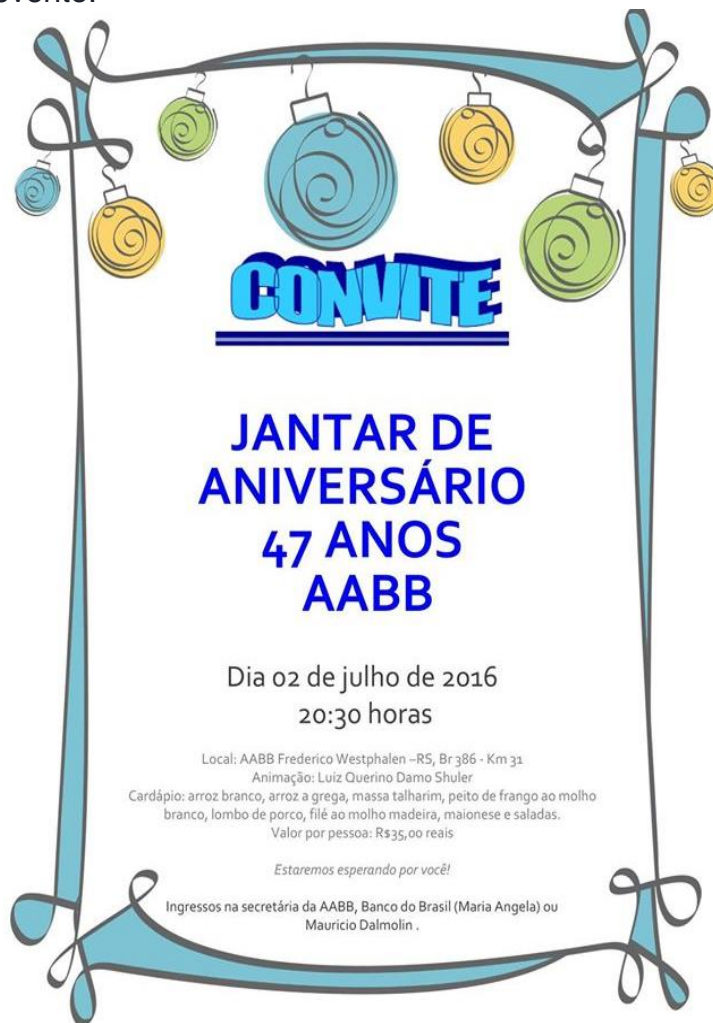 evento.
CONVITE
JANTAR DE
ANIVERSÁRIO
47 ANOS
AABB
Dia 02 de julho de 2016
20:30 horas
Local: AABB Frederico Westphalen –RS, Br 386 - Km 31
Animação: Luiz Querino Damo Shuler
Cardápio: arroz branco, arroz a grega, massa talharim, peito de frango ao molho
branco, lombo de porco, filé ao molho madeira, maionese e saladas.
Valor por pessoa: R$35,00 reais
Estaremos esperando por você!
Ingressos na secretária da AABB, Banco do Brasil (Maria Angela) ou
Mauricio Dalmolin .